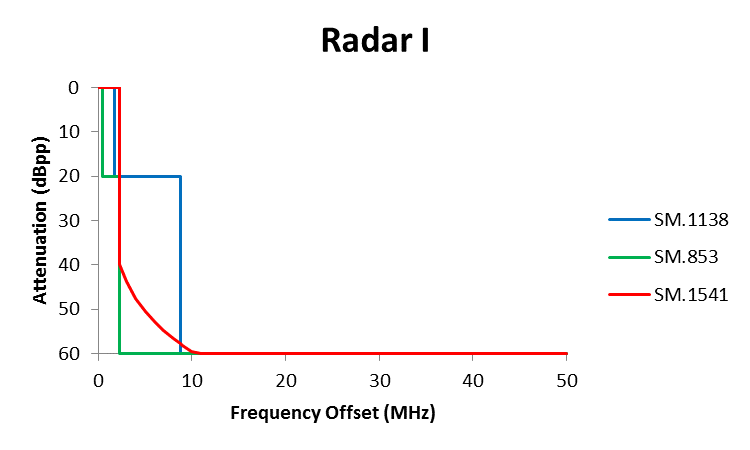 Radar I
Attenuation (dBpp)
0
10
20
30
40
50
60
0 10 20 30 40 50
Frequency Offset (MHz)
SM.1138
SM.853
SM.1541